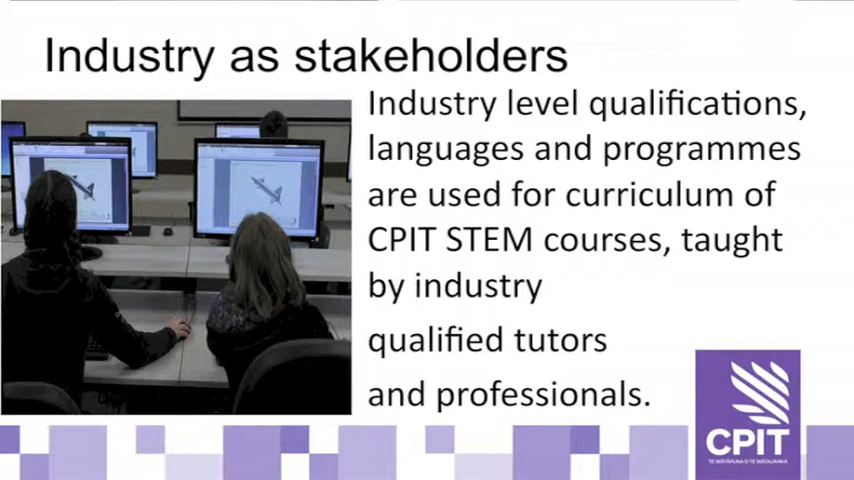 Industry as stakeholders
Industry level qualifications,
languages and programmes
are used for curriculum of
CPIT STEM courses, taught
by industry
qualified tutors
and professionals.
CPIT